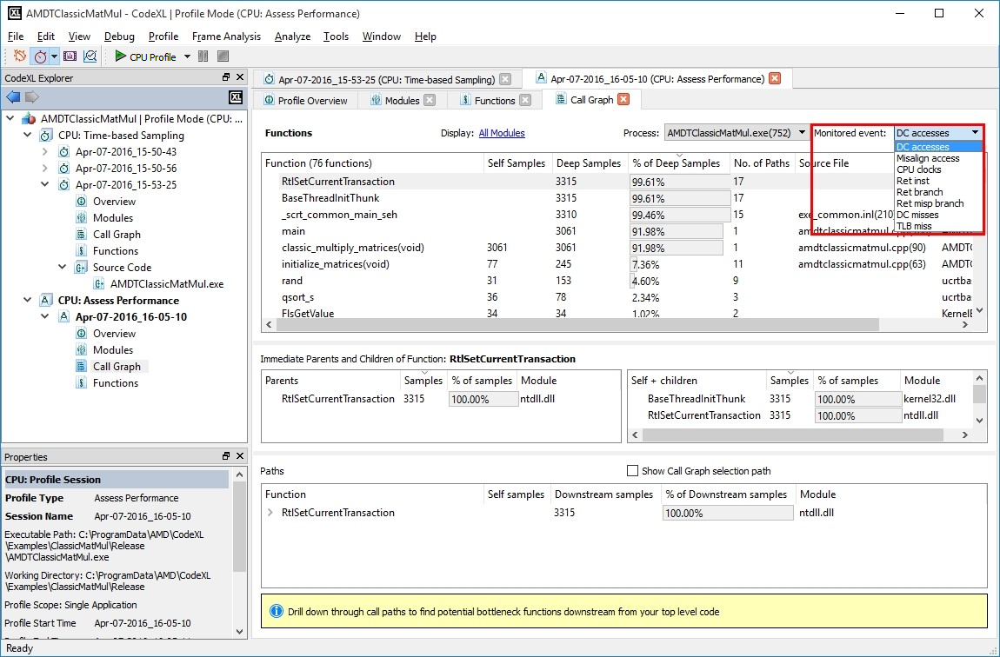 AMDTClassicMatMul - CodeXL | Profile Mode (CPU: Assess Performance)
File Edit View Debug Profile Frame Analysis Analyze Tools Window Help
CPU Profile
CodeXL Explorer
AMDTClassicMatMul | Profile Mode (CPU: ...
CPU: Time-based Sampling
Apr-07-2016_15-50-43
Apr-07-2016_15-50-56
Apr-07-2016_15-53-25
Overview
Modules
Call Graph
Functions
Source Code
AMDTClassicMatMul.exe
CPU: Assess Performance
Apr-07-2016_16-05-10
Overview
Modules
Call Graph
Functions
Properties
CPU: Profile Session
Profile Type Assess Performance
Session Name Apr-07-2016_16-05-10
Executable Path: C:\ProgramData\AMD\CodeXL
\Examples\ClassicMatMul\Release
\AMDTClassicMatMul.exe
Working Directory: C:\ProgramData\AMD\CodeXL
\Examples\ClassicMatMul\Release
Profile Scope: Single Application
Profile Start Time Apr-07-2016_16-05-10
Apr-07-2016_15-53-25 (CPU: Time-based Sampling) Apr-07-2016_16-05-10 (CPU: Assess Performance)
Profile Overview Modules Functions Call Graph
Functions Display: All Modules Process: AMDTClassicMatMul.exe(752) Monitored event: DC accesses
DC accesses
Misalign access
CPU clocks
Ret inst
Ret branch
Ret misp branch
DC misses
TLB miss
Function (76 functions) Self Samples Deep Samples % of Deep Samples No. of Paths Source File
RtlSetCurrentTransaction 3315 99.61% 17
BaseThreadInitThunk 3315 99.61% 17
_scrt_common_main_seh 3310 99.46% 15 exe_common.inl(210)
main 3061 91.98% 1 amdtclassicmatmul.cpp
classic_multiply_matrices(void) 3061 3061 91.98% 1 amdtclassicmatmul.cpp(90) AMDTC
initialize_matrices(void) 77 245 7.36% 11 amdtclassicmatmul.cpp(63) AMDTC
rand 31 153 4.60% 9 ucrtba
qsort_s 36 78 2.34% 3 ucrtba
FlsGetValue 34 34 1.02% 2 KernelB
Immediate Parents and Children of Function: RtlSetCurrentTransaction
Parents Samples % of samples Module
RtlSetCurrentTransaction 3315 100.00% ntdll.dll
Self + children Samples % of samples Module
BaseThreadInitThunk 3315 100.00% kernel32.dll
RtlSetCurrentTransaction 3315 100.00% ntdll.dll
Paths Show Call Graph selection path
Function Self samples Downstream samples % of Downstream samples Module
RtlSetCurrentTransaction 3315 100.00% ntdll.dll
Drill down through call paths to find potential bottleneck functions downstream from your top level code
Ready